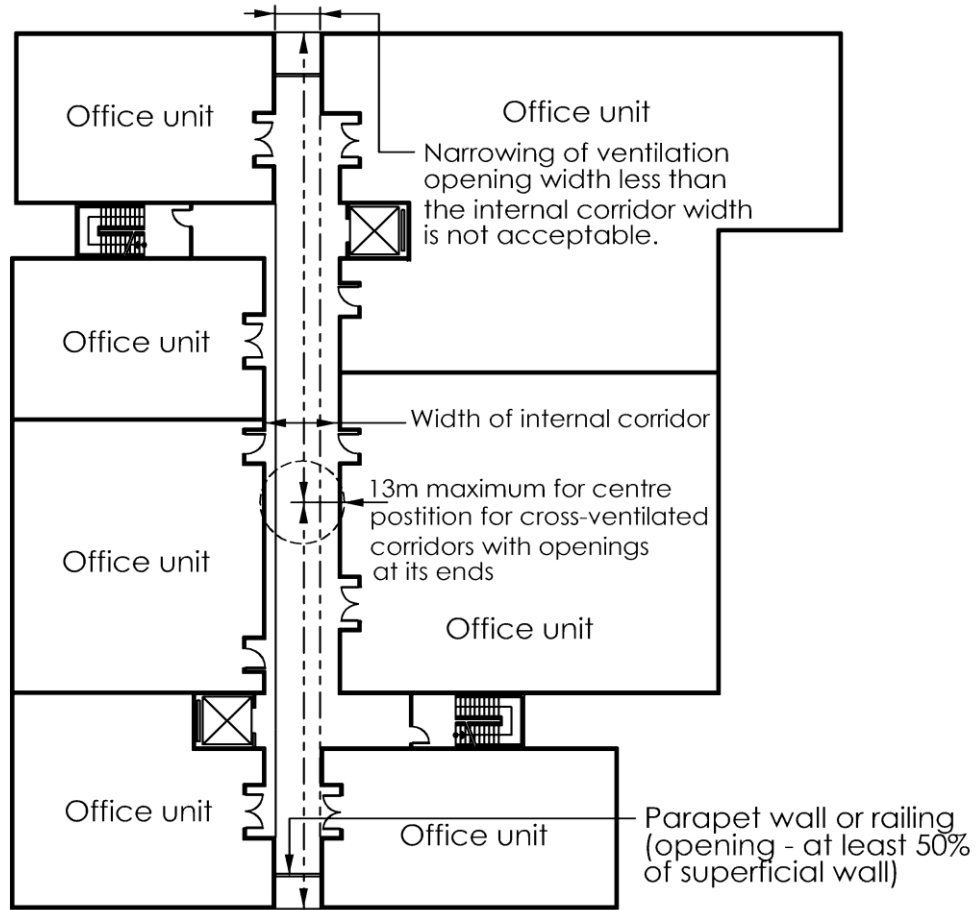 Office unit
Office unit
Narrowing of ventilation
opening width less than
the internal corridor width
is not acceptable.
Office unit
Width of internal corridor
13m maximum for centre
postition for cross-ventilated
corridors with openings
at its ends
Office unit
Office unit
Office unit
Office unit
Parapet wall or railing
(opening - at least 50%
of superficial wall)